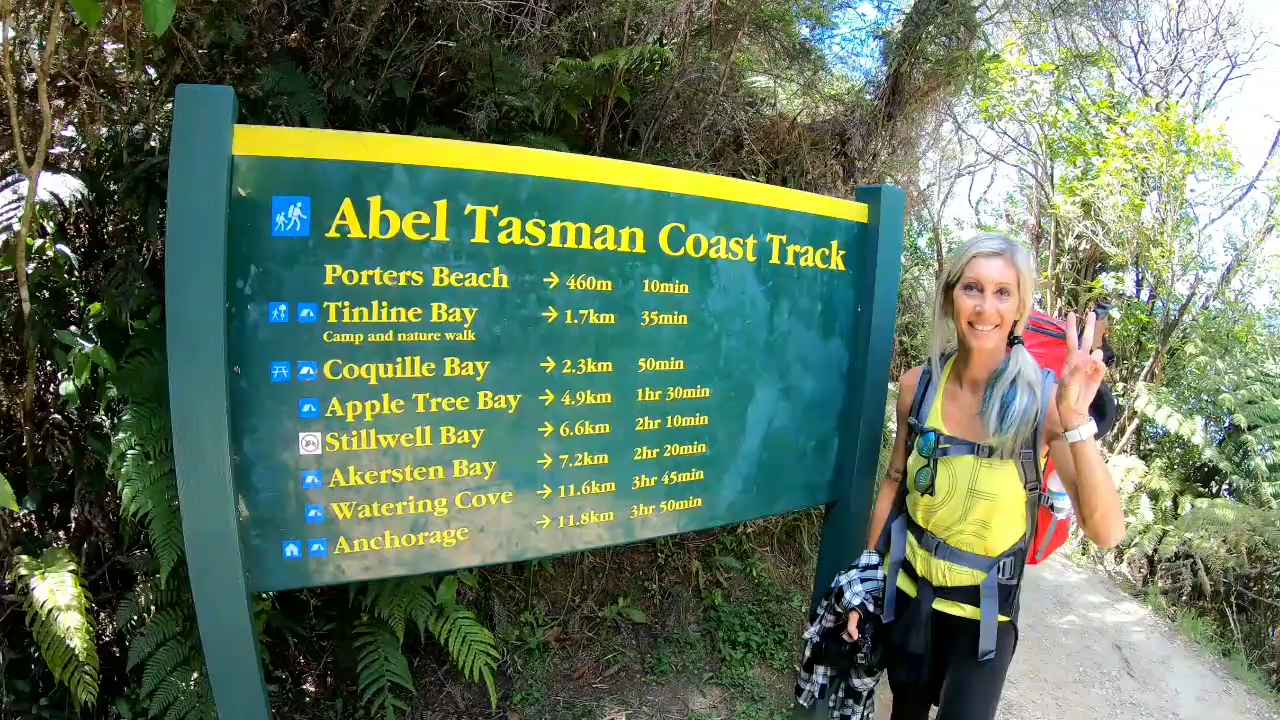 Abel Tasman Coast Track
Porters Beach → 460m 10min
Tinline Bay → 1.7km 35min
Camp and nature walk
Coquille Bay → 2.3km 50min
Apple Tree Bay → 4.9km 1hr 30min
Stillwell Bay → 6.6km 2hr 10min
Akersten Bay → 7.2km 2hr 20min
Watering Cove → 11.6km 3hr 45min
Anchorage → 11.8km 3hr 50min